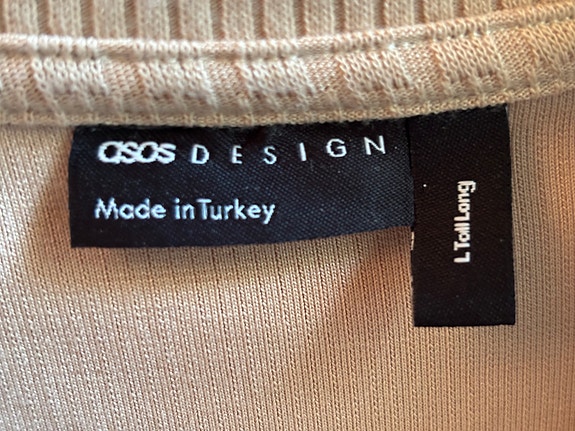 asos DESIGN
Made in Turkey
L Tall Long